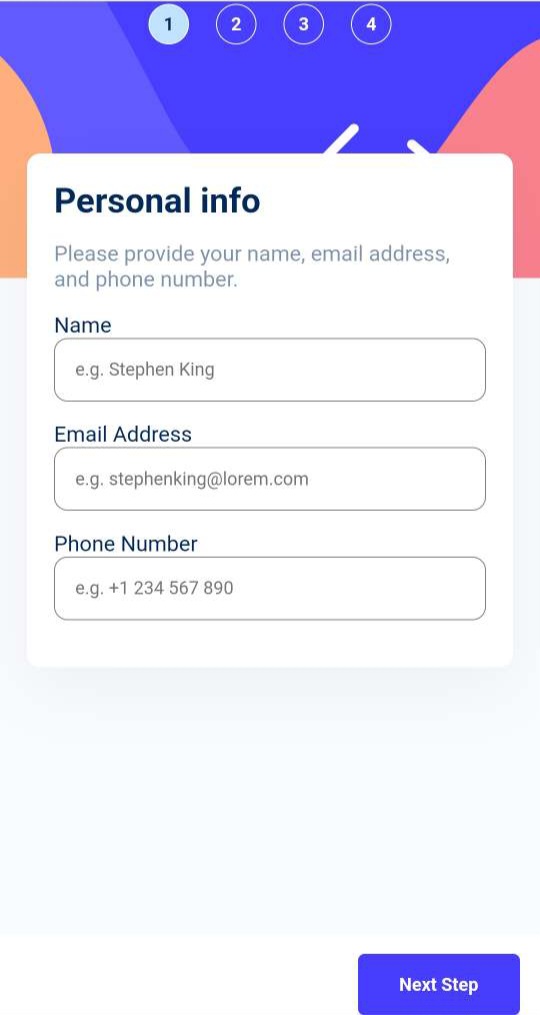 1 2 3 4
Personal info
Please provide your name, email address,
and phone number.
Name
e.g. Stephen King
Email Address
e.g. stephenking@lorem.com
Phone Number
e.g. +1 234 567 890
Next Step